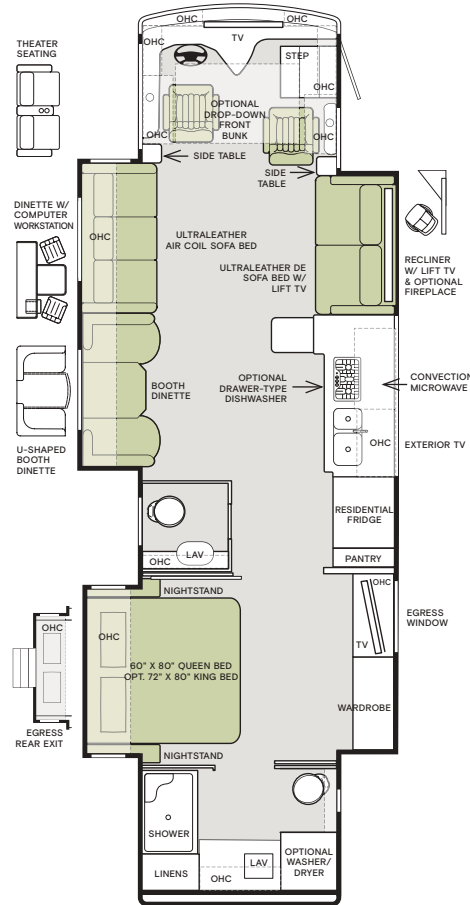 OHC
OHC
THEATER
SEATING
OHC
TV
STEP
OHC
OPTIONAL
DROP-DOWN
FRONT
BUNK
OHC
OHC
SIDE TABLE
SIDE
TABLE
DINETTE W/
COMPUTER
WORKSTATION
OHC
ULTRALEATHER
AIR COIL SOFA BED
ULTRALEATHER DE
SOFA BED W/
LIFT TV
RECLINER
W/ LIFT TV
& OPTIONAL
FIREPLACE
BOOTH
DINETTE
OPTIONAL
DRAWER-TYPE
DISHWASHER
CONVECTION
MICROWAVE
OHC
EXTERIOR TV
U-SHAPED
BOOTH
DINETTE
RESIDENTIAL
FRIDGE
LAV
OHC
PANTRY
NIGHTSTAND
OHC
EGRESS
WINDOW
OHC
OHC
TV
60" X 80" QUEEN BED
OPT. 72" X 80" KING BED
WARDROBE
EGRESS
REAR EXIT
NIGHTSTAND
SHOWER
LINENS
OHC
LAV
OPTIONAL
WASHER/
DRYER